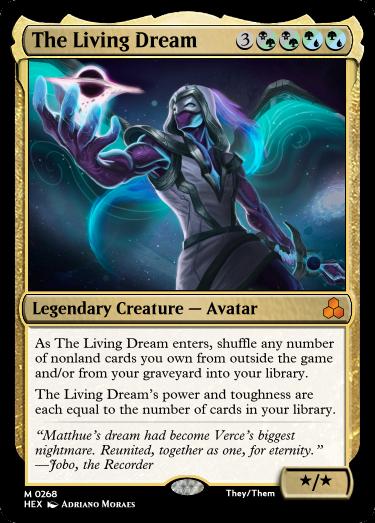 The Living Dream 3
Legendary Creature — Avatar
As The Living Dream enters, shuffle any number
of nonland cards you own from outside the game
and/or from your graveyard into your library.
The Living Dream's power and toughness are
each equal to the number of cards in your library.
“Matthue's dream had become Verce's biggest
nightmare. Reunited, together as one, for eternity.”
—Jobo, the Recorder
★/★
M 0268
HEX Adriano Moraes
They/Them